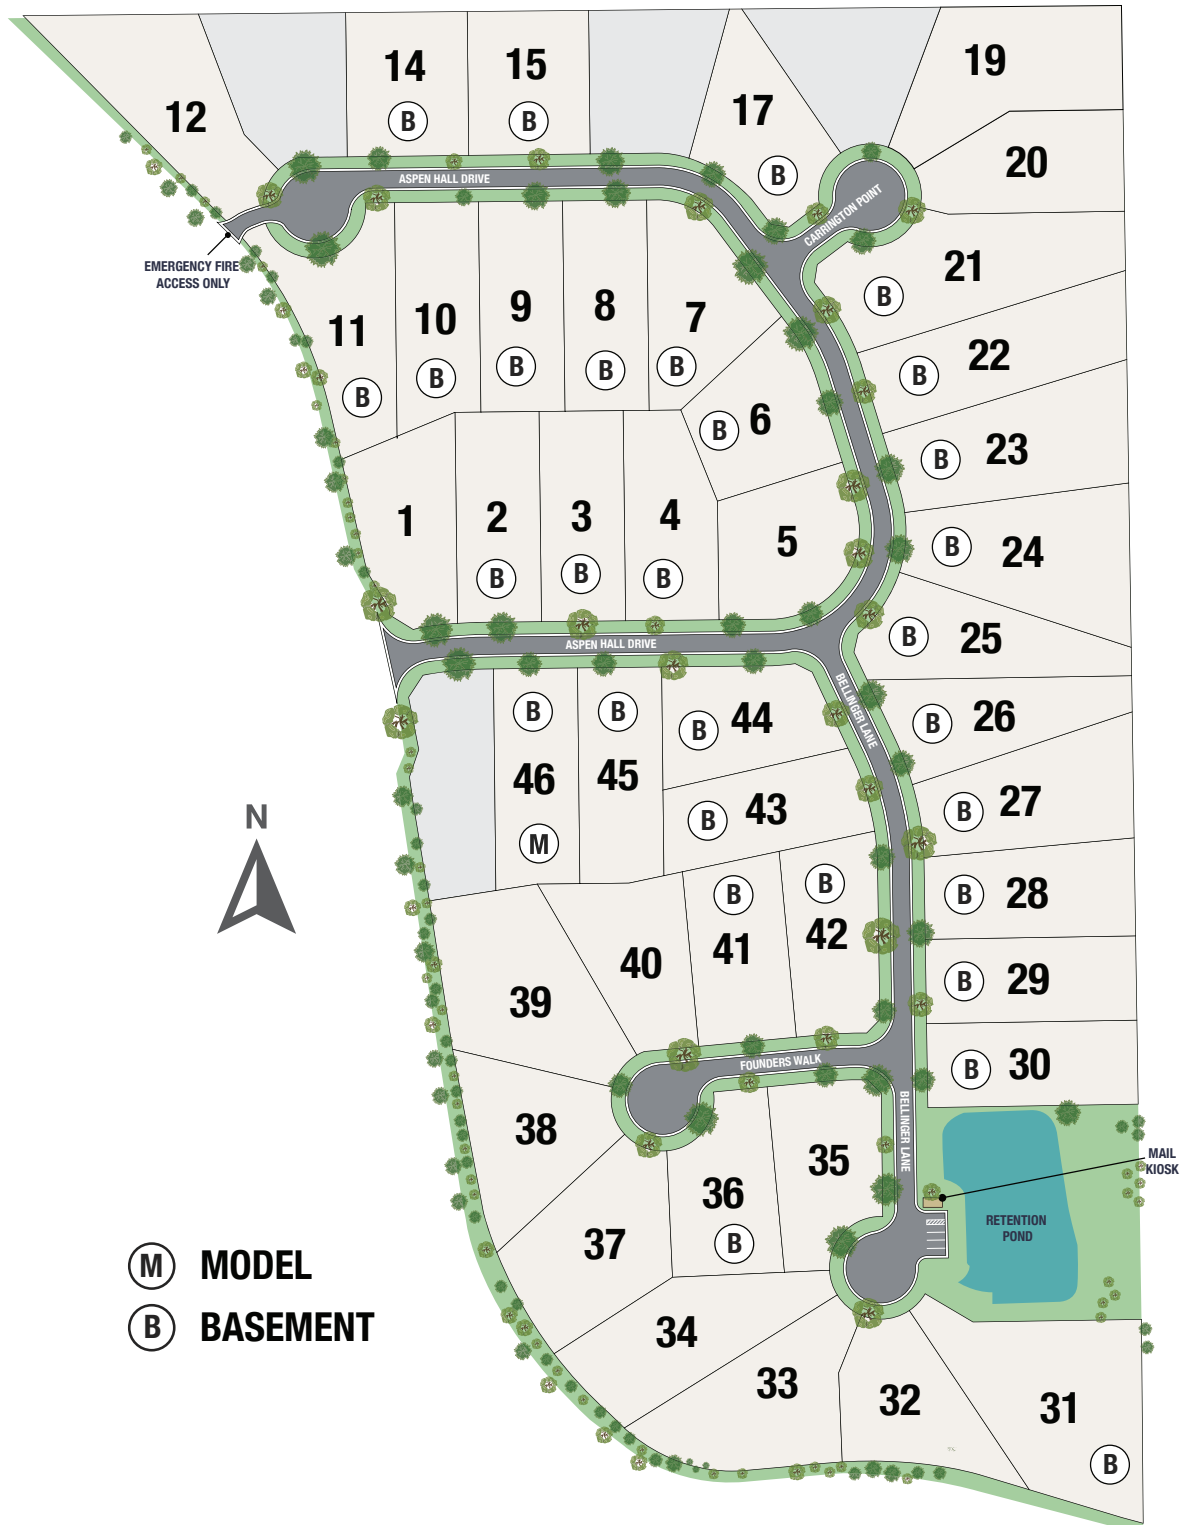 19
14
15
12
17
20
B
B
ASPEN HALL DRIVE
B
CARRINGTON POINT
EMERGENCY FIRE
ACCESS ONLY
21
B
11
10
9
8
7
B
B
B
B
B
22
B
6
B
23
B
1
2
3
4
5
B
B
B
24
B
ASPEN HALL DRIVE
25
B
BELLINGER LANE
B
B
44
B
26
B
46
45
M
43
B
27
B
N
B
B
28
B
40
41
42
39
29
B
FOUNDERS WALK
30
B
38
BELLINGER LANE
35
MAIL
KIOSK
36
B
37
RETENTION
POND
M
MODEL
B
BASEMENT
34
33
32
31
B